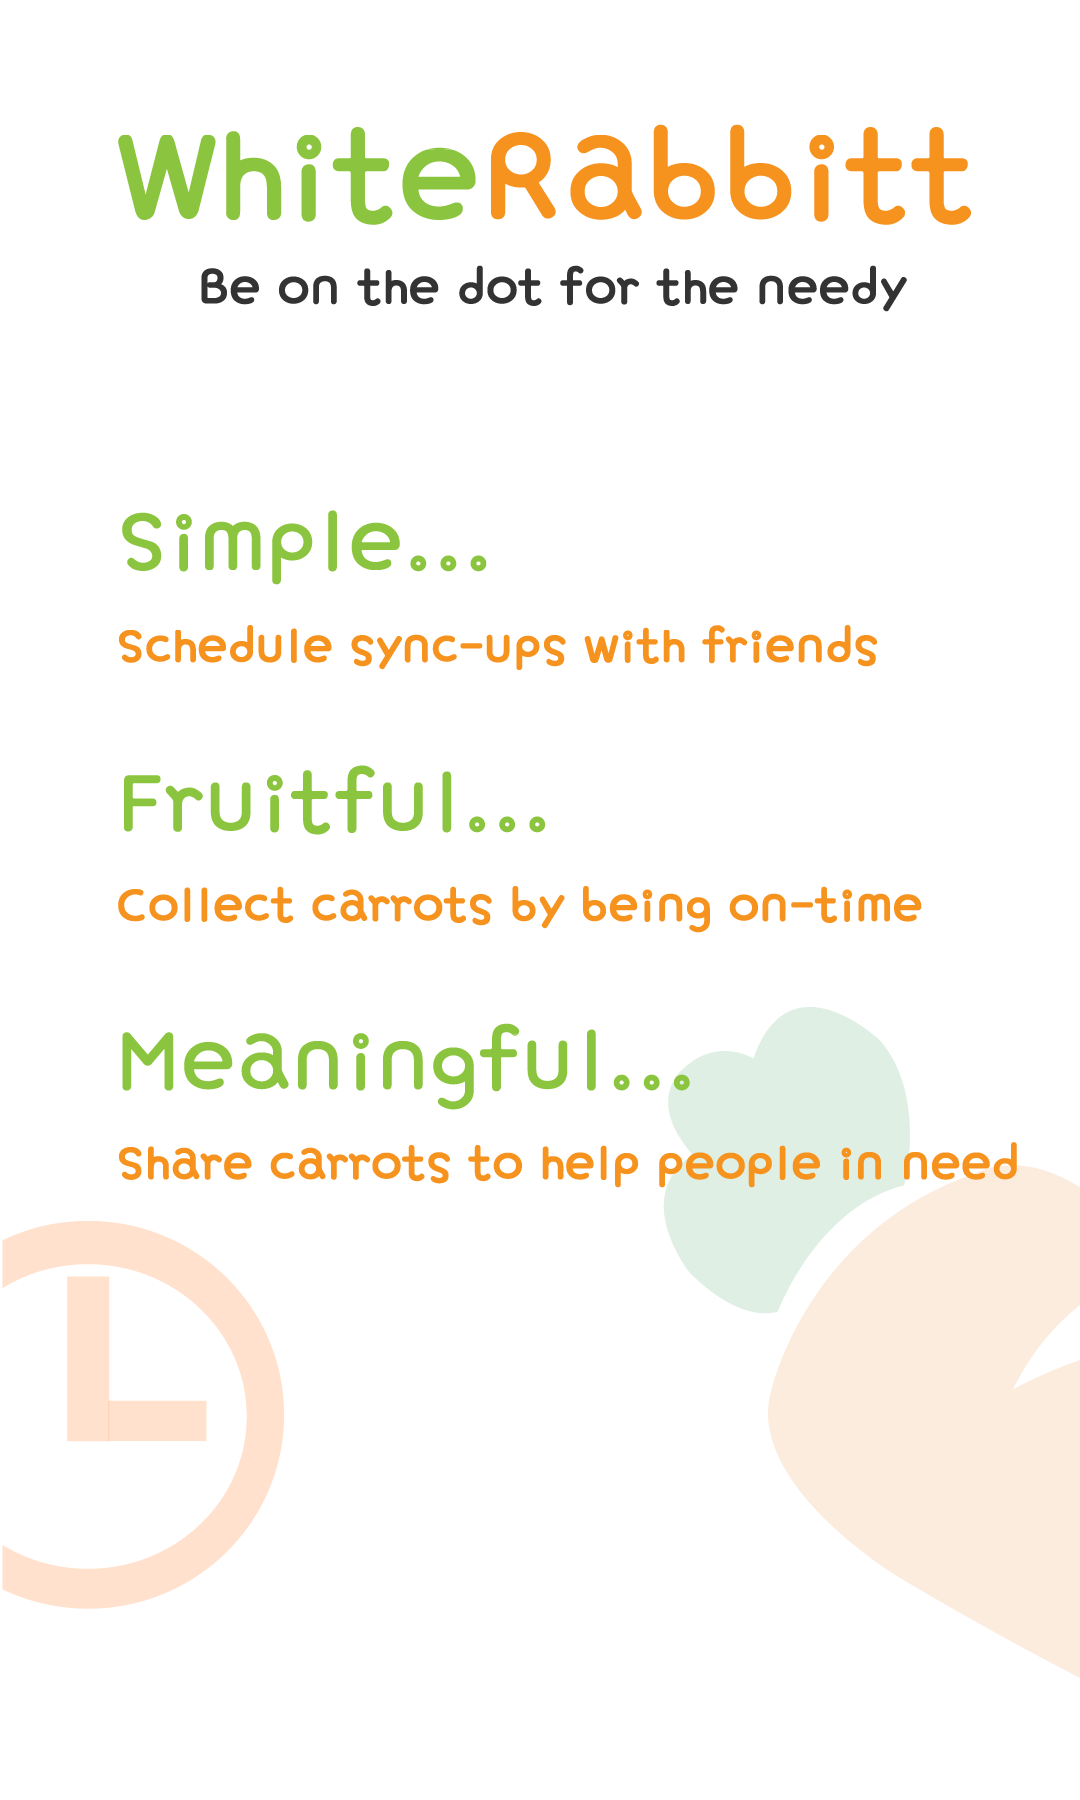 WhiteRabbitt
Be on the dot for the needy
Simple...
Schedule sync-ups with friends
Fruitful...
Collect carrots by being on-time
Meaningful...
Share carrots to help people in need